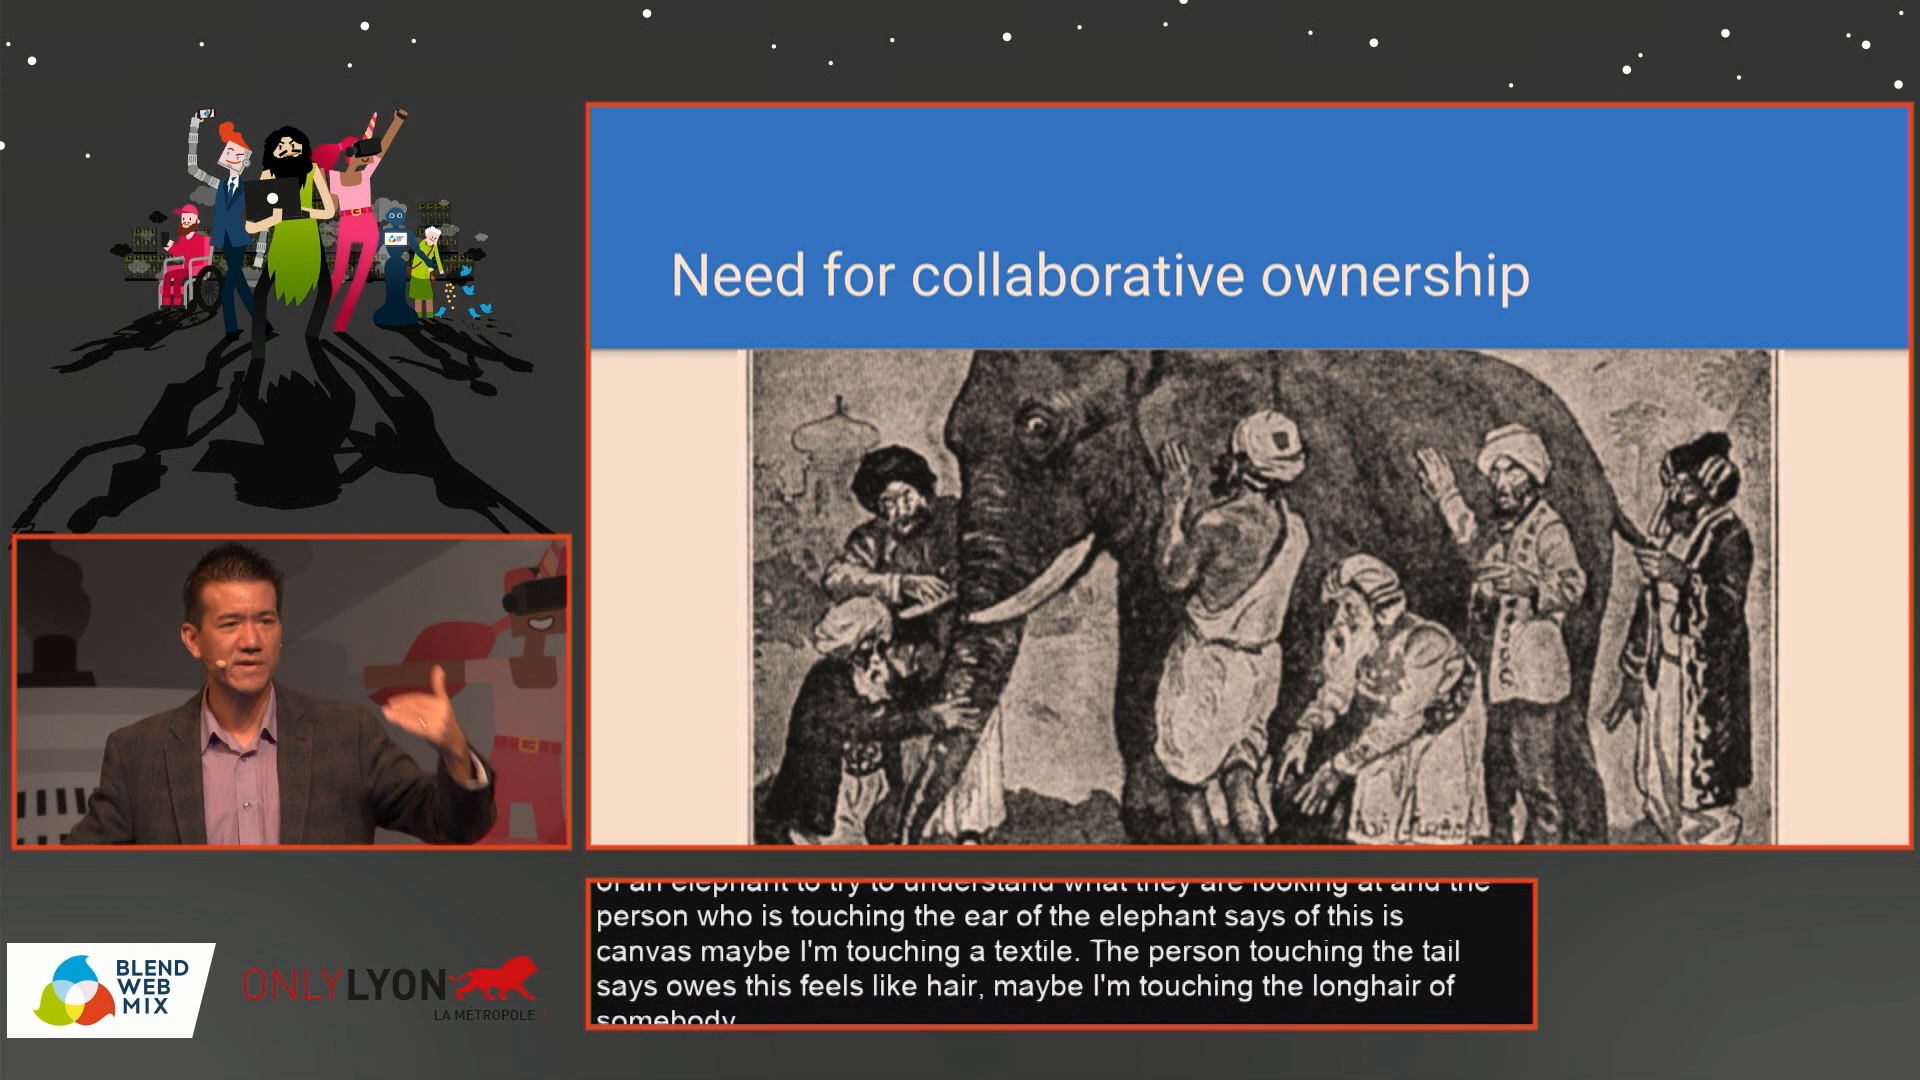 Need for collaborative ownership
of an elephant to try to understand what they are looking at and the
person who is touching the ear of the elephant says of this is
canvas maybe I'm touching a textile. The person touching the tail
says owes this feels like hair, maybe I'm touching the longhair of
somebody
BLEND
WEB
MIX
ONLYLYON
LA MÉTROPOLE